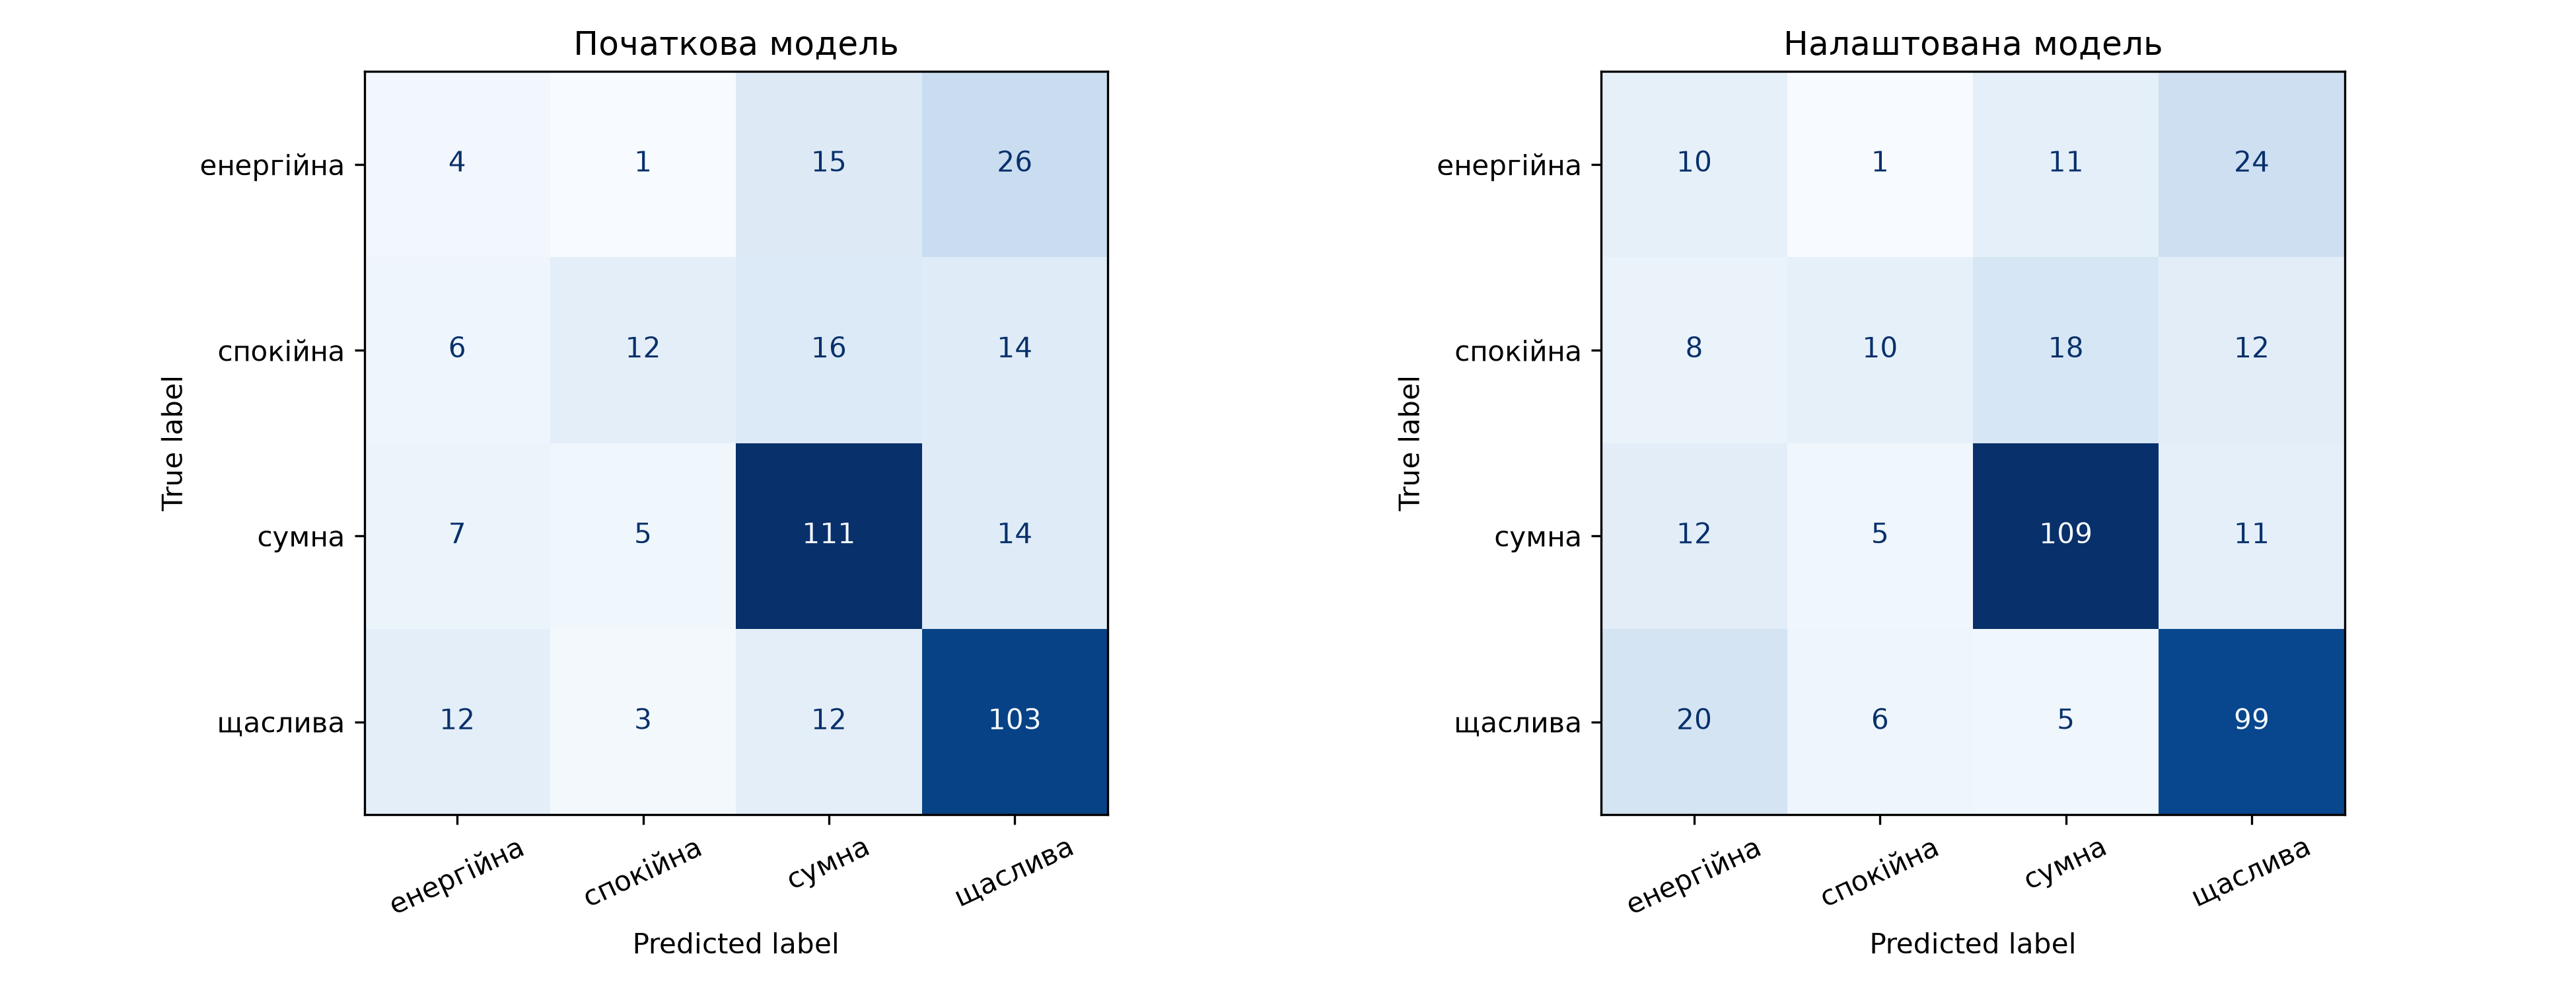 Початкова модель
True label
енергійна
4 1 15 26
спокійна
6 12 16 14
сумна
7 5 111 14
щаслива
12 3 12 103
енергійна спокійна сумна щаслива
Predicted label
Налаштована модель
True label
енергійна
10 1 11 24
спокійна
8 10 18 12
сумна
12 5 109 11
щаслива
20 6 5 99
енергійна спокійна сумна щаслива
Predicted label